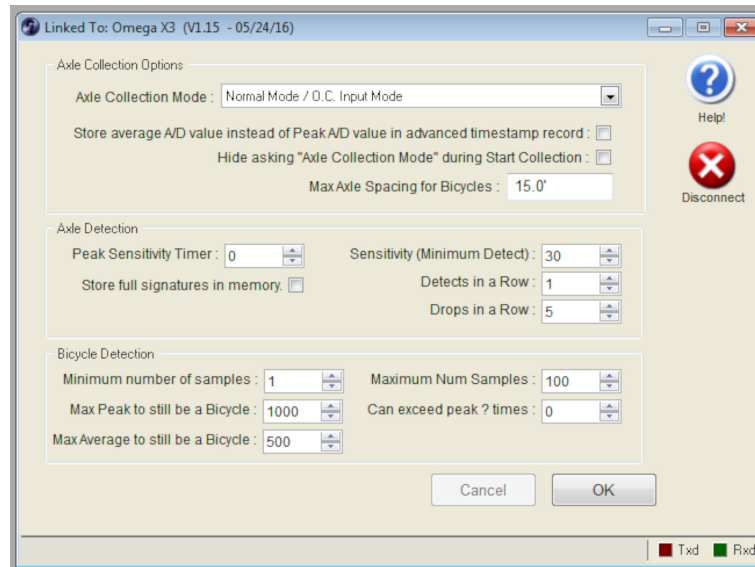 Linked To: Omega X3 (V1.15 - 05/24/16)
Axle Collection Options
Axle Collection Mode : Normal Mode / O.C. Input Mode
Help!
Store average A/D value instead of Peak A/D value in advanced timestamp record :
Hide asking "Axle Collection Mode" during Start Collection :
Max Axle Spacing for Bicycles : 15.0'
Disconnect
Axle Detection
Peak Sensitivity Timer : 0 Sensitivity (Minimum Detect) : 30
Store full signatures in memory. Detects in a Row : 1
Drops in a Row : 5
Bicycle Detection
Minimum number of samples : 1 Maximum Num Samples : 100
Max Peak to still be a Bicycle : 1000 Can exceed peak ? times : 0
Max Average to still be a Bicycle : 500
Cancel OK
Txd Rxd